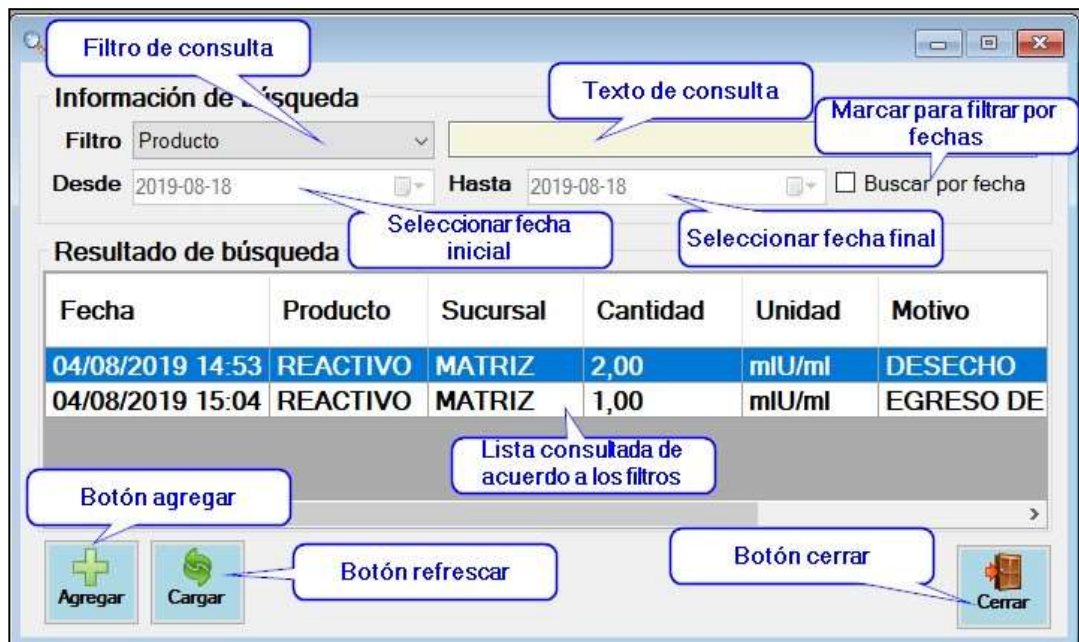 Filtro de consulta
Texto de consulta
Información de búsqueda
Marcar para filtrar por
fechas
Filtro Producto
Desde 2019-08-18 Hasta 2019-08-18 Buscar por fecha
Seleccionar fecha
inicial
Seleccionar fecha final
Resultado de búsqueda
Fecha Producto Sucursal Cantidad Unidad Motivo
04/08/2019 14:53 REACTIVO MATRIZ 2,00 mIU/ml DESECHO
04/08/2019 15:04 REACTIVO MATRIZ 1,00 mIU/ml EGRESO DE
Lista consultada de
acuerdo a los filtros
Botón agregar
Botón refrescar
Botón cerrar
Agregar Cargar Cerrar